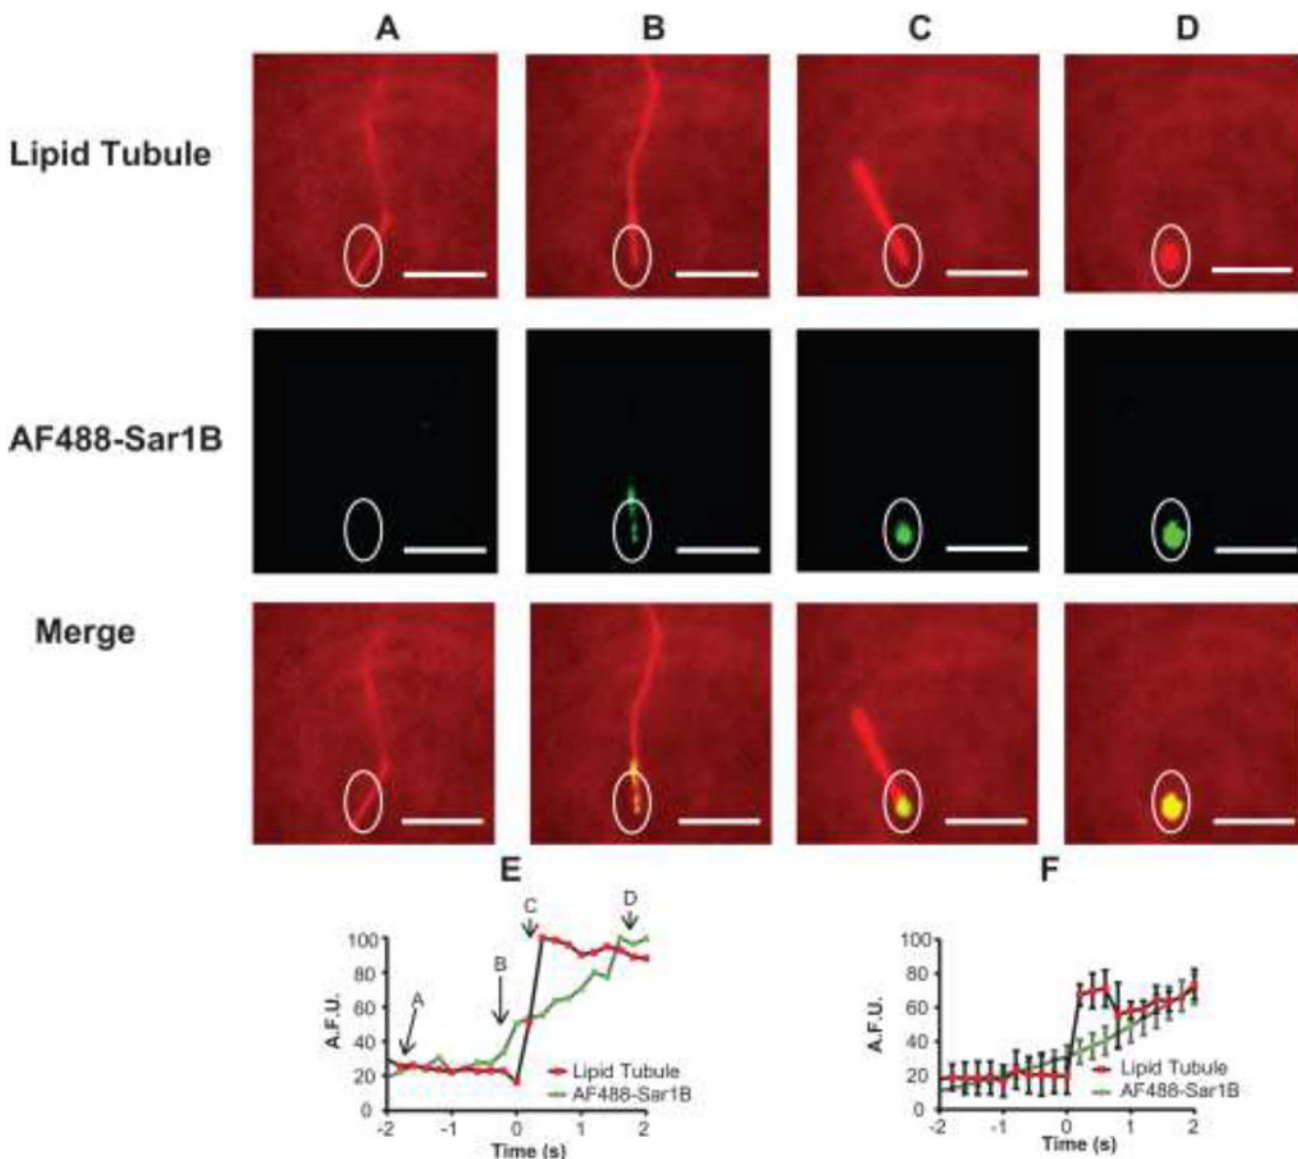 A B C D
Lipid Tubule
AF488-Sar1B
Merge
E F
C D
B
A
100
80
60
40
20
0
A.F.U.
Lipid Tubule
AF488-Sar1B
-2 -1 0 1 2
Time (s)
100
80
60
40
20
0
A.F.U.
Lipid Tubule
AF488-Sar1B
-2 -1 0 1 2
Time (s)